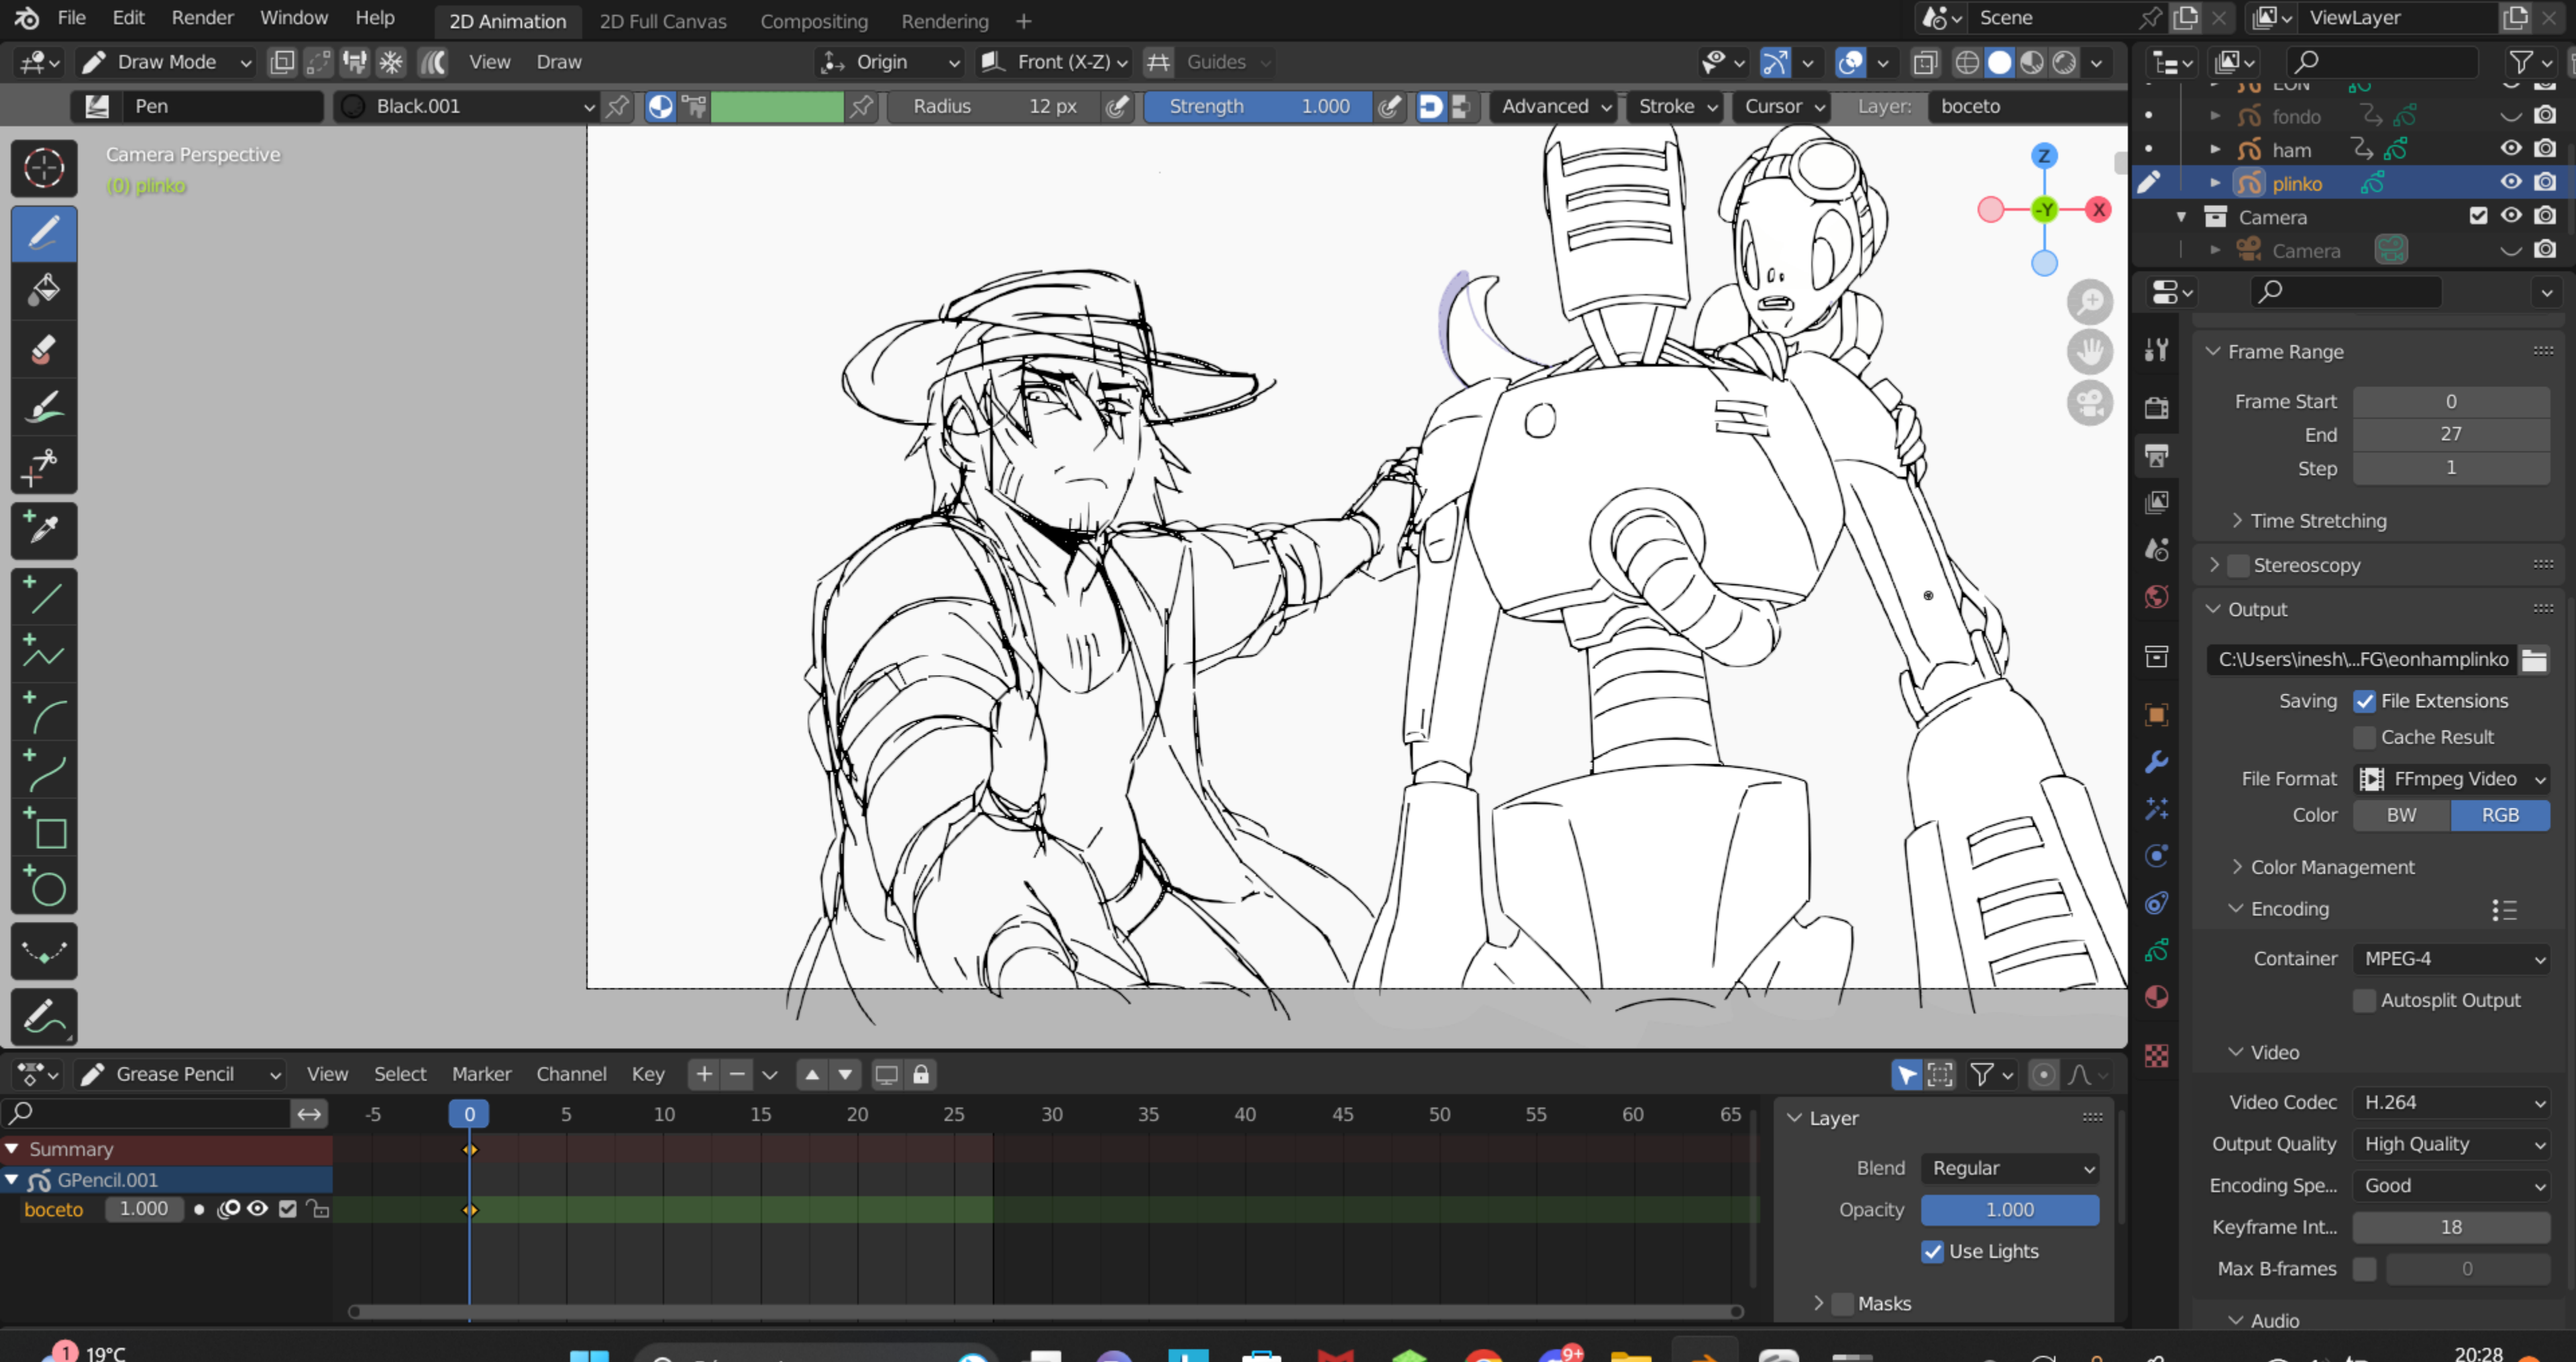 File Edit Render Window Help 2D Animation 2D Full Canvas Compositing Rendering + Scene ViewLayer
Draw Mode View Draw Origin Front (X-Z) Guides
Pen Black.001 Radius 12 px Strength 1.000 Advanced Stroke Cursor Layer: boceto
Camera Perspective
(0) plinko
Z
-Y X
EON
fondo
ham
plinko
Camera
Camera
Frame Range
Frame Start 0
End 27
Step 1
Time Stretching
Stereoscopy
Output
C:\Users\inesh\...FG\eonhamplinko
Saving File Extensions
Cache Result
File Format FFmpeg Video
Color BW RGB
Color Management
Encoding
Container MPEG-4
Autosplit Output
Video
Video Codec H.264
Output Quality High Quality
Encoding Spe... Good
Keyframe Int... 18
Max B-frames 0
Audio
Grease Pencil View Select Marker Channel Key
-5 0 5 10 15 20 25 30 35 40 45 50 55 60 65
Summary
GPencil.001
boceto 1.000
Layer
Blend Regular
Opacity 1.000
Use Lights
Masks
1 19°C 9+ 20:28